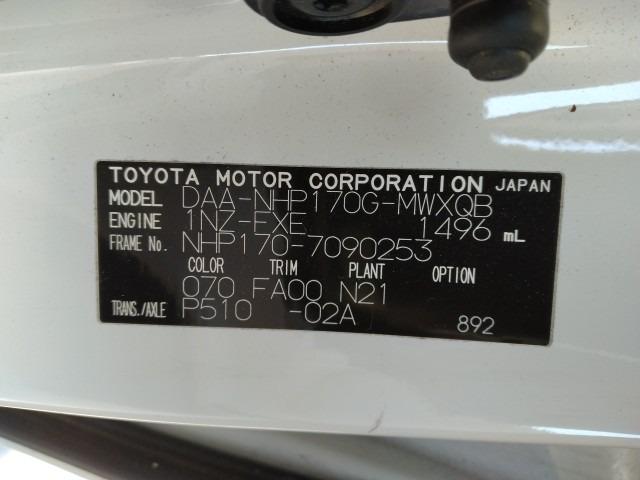 TOYOTA MOTOR CORPORATION JAPAN
MODEL DAA-NHP170G-MWXQB
ENGINE 1NZ-EXE 1496 mL
FRAME No. NHP170-7090253
COLOR TRIM PLANT OPTION
070 FA00 N21
TRANS./AXLE P510 -02A 892